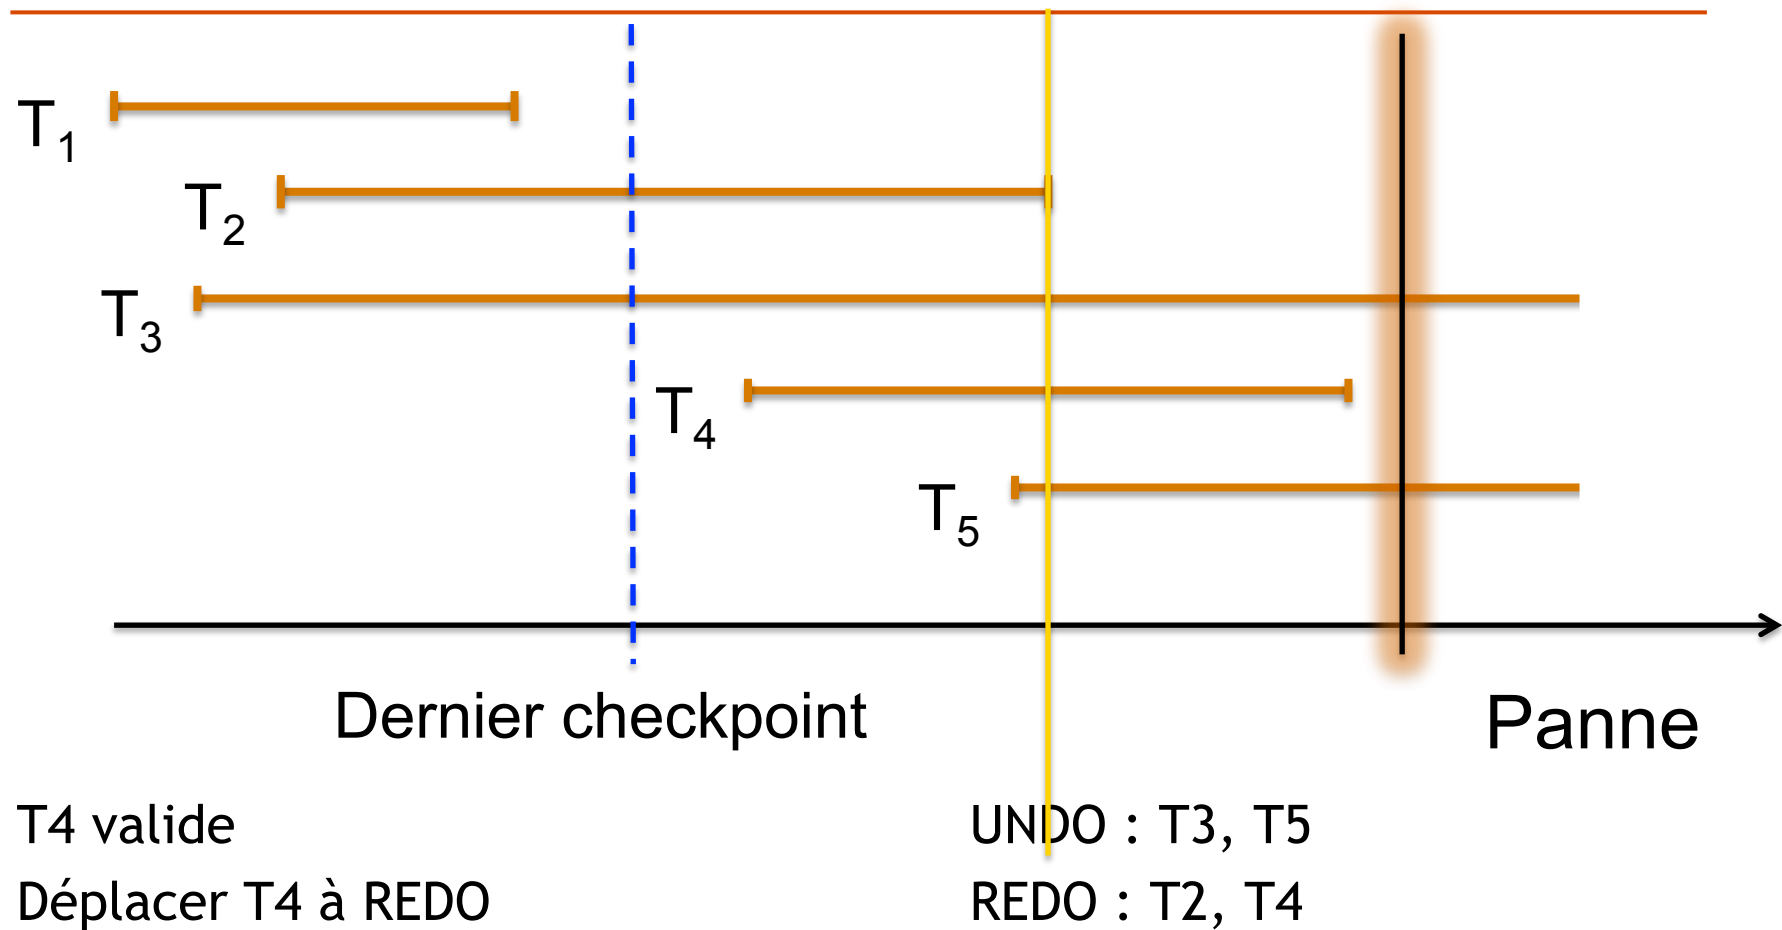 T1
T2
T3
T4
T5
Dernier checkpoint
Panne
T4 valide
UNDO : T3, T5
Déplacer T4 à REDO
REDO : T2, T4